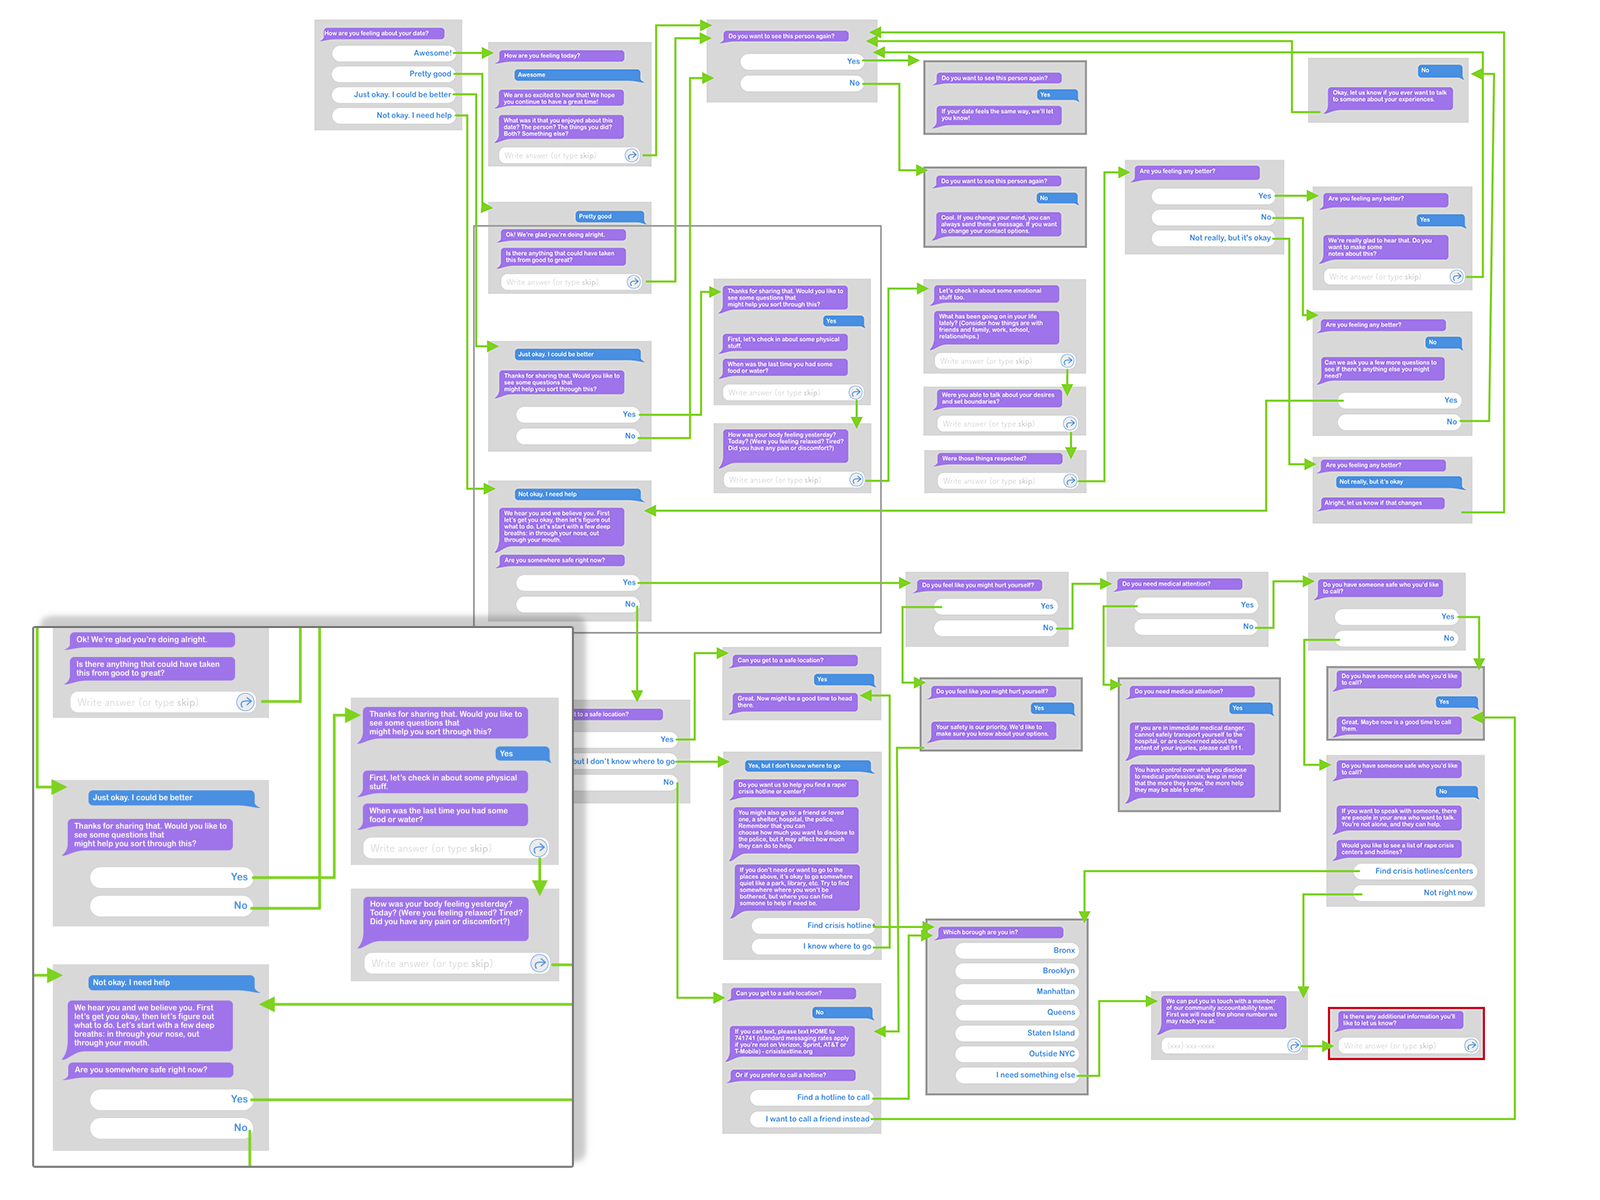 How are you feeling about your date?
Awesome!
Pretty good
Just okay. I could be better
Not okay. I need help
How are you feeling today?
Awesome
We are so excited to hear that! We hope
you continue to have a great time!
What was it that you enjoyed about this
date? The person? The things you did?
Both? Something else?
Write answer (or type skip)
Do you want to see this person again?
Yes
No
Do you want to see this person again?
Yes
If your date feels the same way, we'll let
you know!
No
Okay, let us know if you ever want to talk
to someone about your experiences.
Do you want to see this person again?
No
Cool. If you change your mind, you can
always send them a message. If you want
to change your contact options.
Are you feeling any better?
Yes
No
Not really, but it's okay
Are you feeling any better?
Yes
We're really glad to hear that. Do you
want to make some
notes about this?
Write answer (or type skip)
Pretty good
Ok! We're glad you're doing alright.
Is there anything that could have taken
this from good to great?
Write answer (or type skip)
Thanks for sharing that. Would you like to
see some questions that
might help you sort through this?
Yes
First, let's check in about some physical
stuff.
When was the last time you had some
food or water?
Write answer (or type skip)
How was your body feeling yesterday?
Today? (Were you feeling relaxed? Tired?
Did you have any pain or discomfort?)
Write answer (or type skip)
Let's check in about some emotional
stuff too.
What has been going on in your life
lately? (Consider how things are with
friends and family, work, school,
relationships.)
Write answer (or type skip)
Were you able to talk about your desires
and set boundaries?
Write answer (or type skip)
Were those things respected?
Write answer (or type skip)
Are you feeling any better?
No
Can we ask you a few more questions to
see if there's anything else you might
need?
Yes
No
Are you feeling any better?
Not really, but it's okay
Alright, let us know if that changes
Just okay. I could be better
Thanks for sharing that. Would you like to
see some questions that
might help you sort through this?
Yes
No
Not okay. I need help
We hear you and we believe you. First
let's get you okay, then let's figure out
what to do. Let's start with a few deep
breaths: in through your nose, out
through your mouth.
Are you somewhere safe right now?
Yes
No
Do you feel like you might hurt yourself?
Yes
No
Do you need medical attention?
Yes
No
Do you have someone safe who you'd like
to call?
Yes
No
Do you feel like you might hurt yourself?
Yes
Your safety is our priority. We'd like to
make sure you know about your options.
Do you need medical attention?
Yes
If you are in immediate medical danger,
cannot safely transport yourself to the
hospital, or are concerned about the
extent of your injuries, please call 911.
You have control over what you disclose
to medical professionals; keep in mind
that the more they know, the more help
they may be able to offer.
Do you have someone safe who you'd like
to call?
Yes
Great. Maybe now is a good time to call
them.
Do you have someone safe who you'd like
to call?
No
If you want to speak with someone, there
are people in your area who want to talk.
You're not alone, and they can help.
Would you like to see a list of rape crisis
centers and hotlines?
Find crisis hotlines/centers
Not right now
t to a safe location?
Yes
but I don't know where to go
No
Can you get to a safe location?
Yes
Great. Now might be a good time to head
there.
Yes, but I don't know where to go
Do you want us to help you find a rape/
crisis hotline or center?
You might also go to: a friend or loved
one, a shelter, hospital, the police.
Remember that you can
choose how much you want to disclose to
the police, but it may affect how much
they can do to help.
If you don't need or want to go to the
places above, it's okay to go somewhere
quiet like a park, library, etc. Try to find
somewhere where you won't be
bothered, but where you can find
someone to help if need be.
Find crisis hotline
I know where to go
Can you get to a safe location?
No
If you can text, please text HOME to
741741 (standard messaging rates apply
if you're not on Verizon, Sprint, AT&T or
T-Mobile) - crisistextline.org
Or if you prefer to call a hotline?
Find a hotline to call
I want to call a friend instead
Which borough are you in?
Bronx
Brooklyn
Manhattan
Queens
Staten Island
Outside NYC
I need something else
We can put you in touch with a member
of our community accountability team.
First we will need the phone number we
may reach you at:
(xxx) xxx-xxxx
Is there any additional information you'll
like to let us know?
Write answer (or type skip)
Ok! We're glad you're doing alright.
Is there anything that could have taken
this from good to great?
Write answer (or type skip)
Thanks for sharing that. Would you like to
see some questions that
might help you sort through this?
Yes
First, let's check in about some physical
stuff.
When was the last time you had some
food or water?
Write answer (or type skip)
How was your body feeling yesterday?
Today? (Were you feeling relaxed? Tired?
Did you have any pain or discomfort?)
Write answer (or type skip)
Just okay. I could be better
Thanks for sharing that. Would you like to
see some questions that
might help you sort through this?
Yes
No
Not okay. I need help
We hear you and we believe you. First
let's get you okay, then let's figure out
what to do. Let's start with a few deep
breaths: in through your nose, out
through your mouth.
Are you somewhere safe right now?
Yes
No